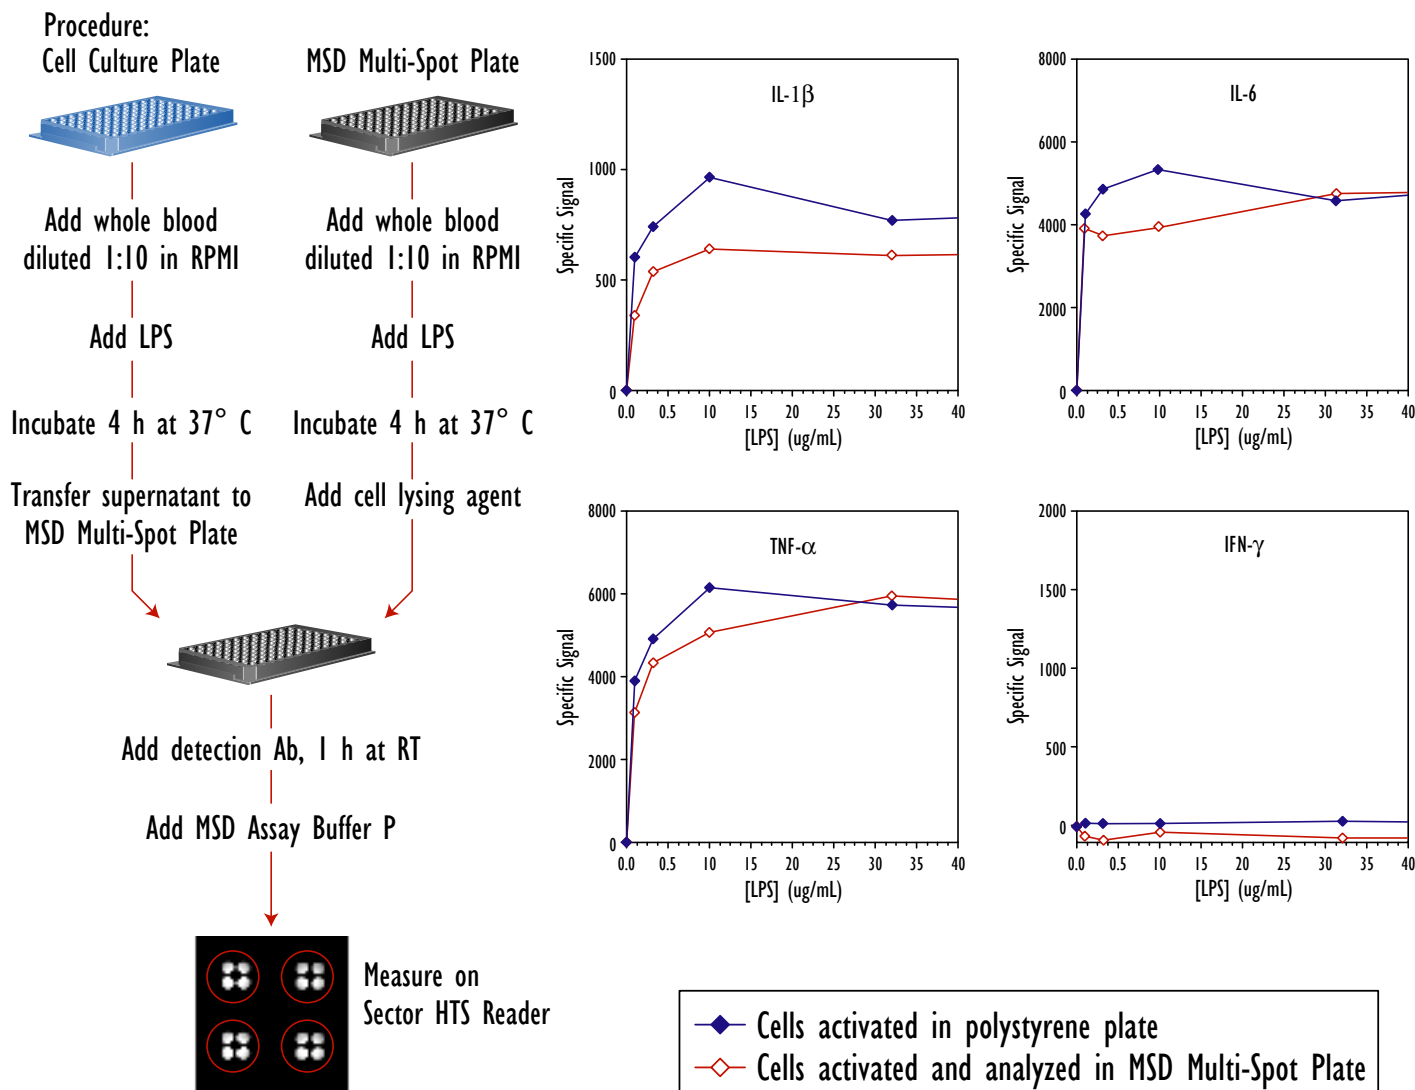 Procedure:
Cell Culture Plate
MSD Multi-Spot Plate
Add whole blood
diluted 1:10 in RPMI
Add whole blood
diluted 1:10 in RPMI
Add LPS
Add LPS
Incubate 4 h at 37° C
Incubate 4 h at 37° C
Transfer supernatant to
MSD Multi-Spot Plate
Add cell lysing agent
Add detection Ab, 1 h at RT
Add MSD Assay Buffer P
Measure on
Sector HTS Reader
IL-1β
Specific Signal
1500
1000
500
0
0.0 0.5 10 15 20 25 30 35 40
[LPS] (ug/mL)
IL-6
Specific Signal
8000
6000
4000
2000
0
0.0 0.5 10 15 20 25 30 35 40
[LPS] (ug/mL)
TNF-α
Specific Signal
8000
6000
4000
2000
0
0.0 0.5 10 15 20 25 30 35 40
[LPS] (ug/mL)
IFN-γ
Specific Signal
2000
1500
1000
500
0
0.0 0.5 10 15 20 25 30 35 40
[LPS] (ug/mL)
Cells activated in polystyrene plate
Cells activated and analyzed in MSD Multi-Spot Plate